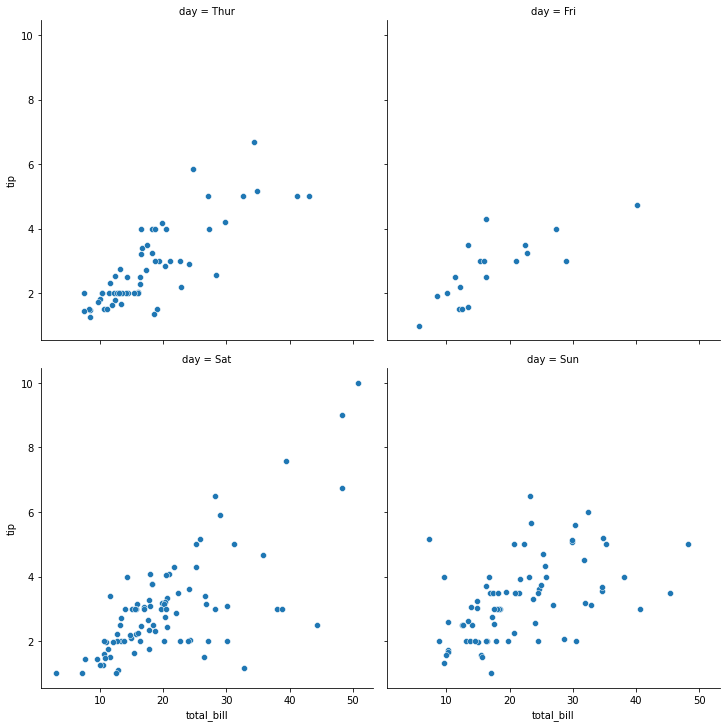 day = Thur
day = Fri
10
8
6
4
2
tip
day = Sat
day = Sun
10
8
6
4
2
tip
10 20 30 40 50
10 20 30 40 50
total_bill
total_bill